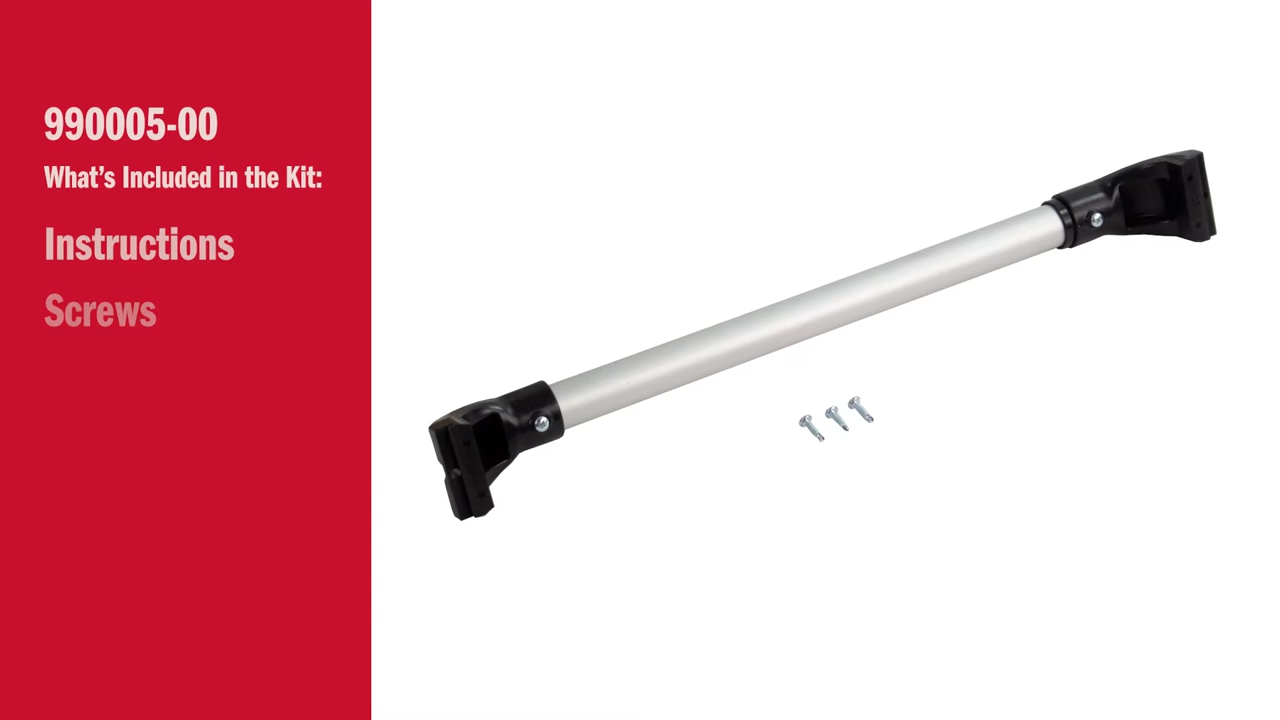 990005-00
What’s Included in the Kit:
Instructions
Screws